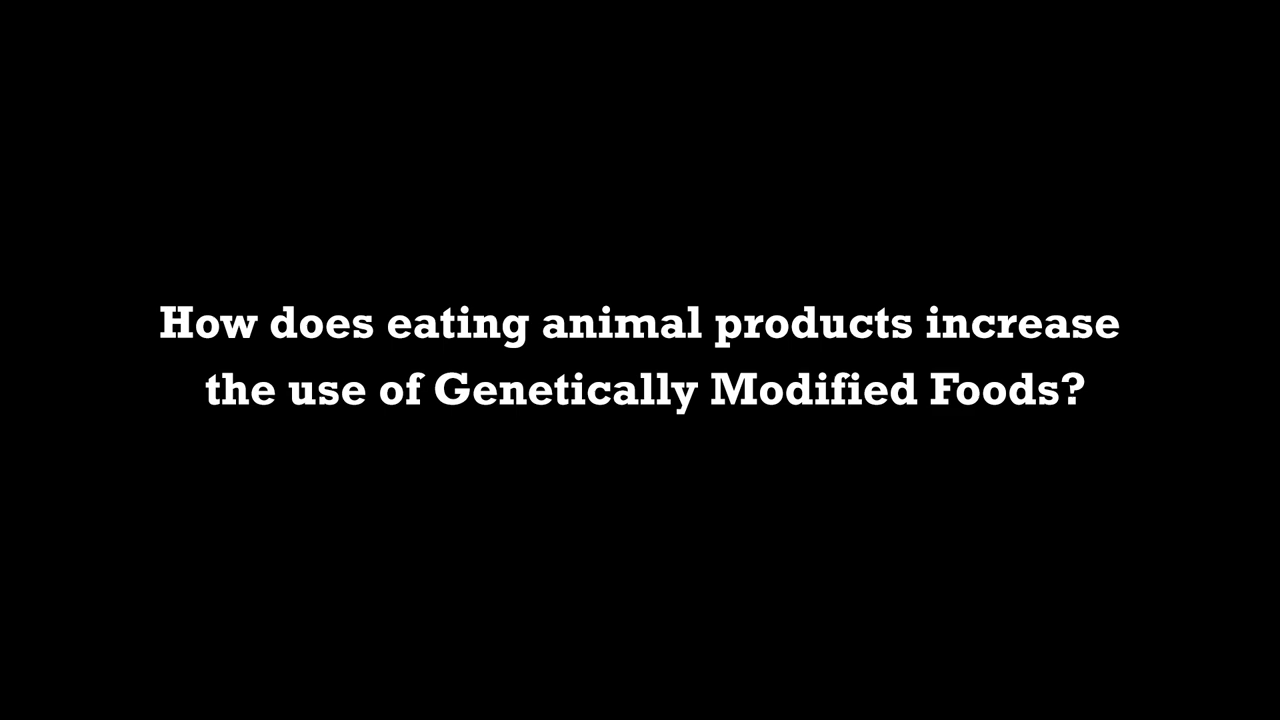 How does eating animal products increase
the use of Genetically Modified Foods?